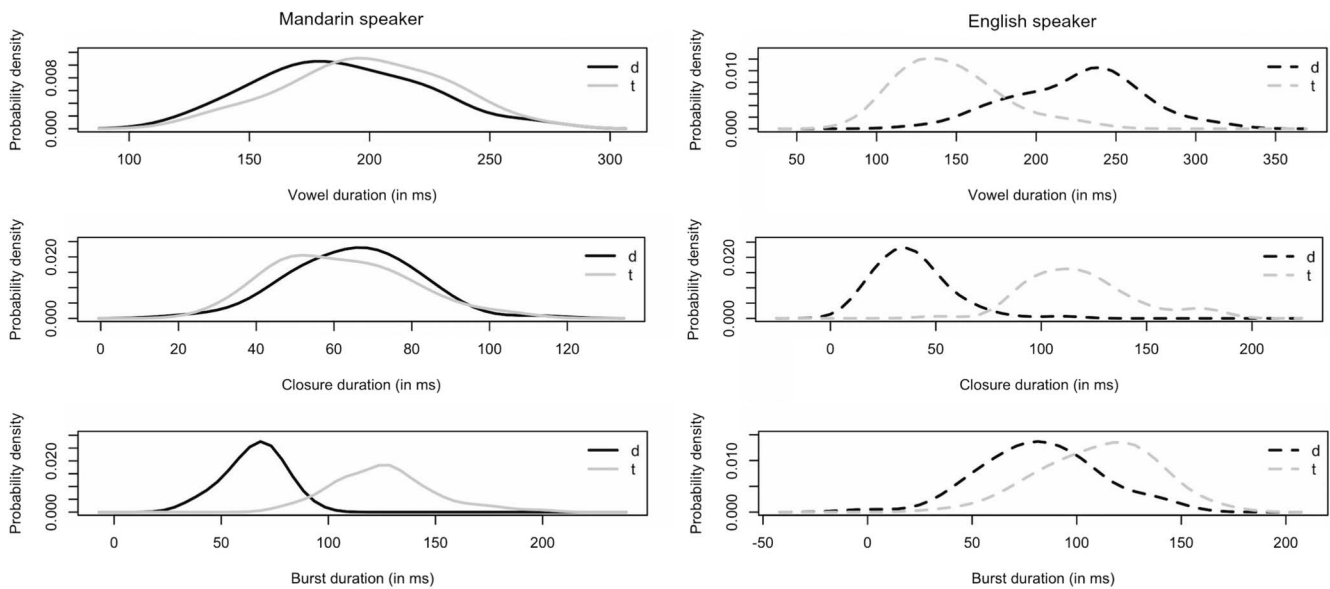 Mandarin speaker
Probability density
0.008
0.000
d
t
100 150 200 250 300
Vowel duration (in ms)
Probability density
0.020
0.000
d
t
0 20 40 60 80 100 120
Closure duration (in ms)
Probability density
0.020
0.000
d
t
0 50 100 150 200
Burst duration (in ms)
English speaker
Probability density
0.010
0.000
d
t
50 100 150 200 250 300 350
Vowel duration (in ms)
Probability density
0.020
0.000
d
t
0 50 100 150 200
Closure duration (in ms)
Probability density
0.010
0.000
d
t
-50 0 50 100 150 200
Burst duration (in ms)